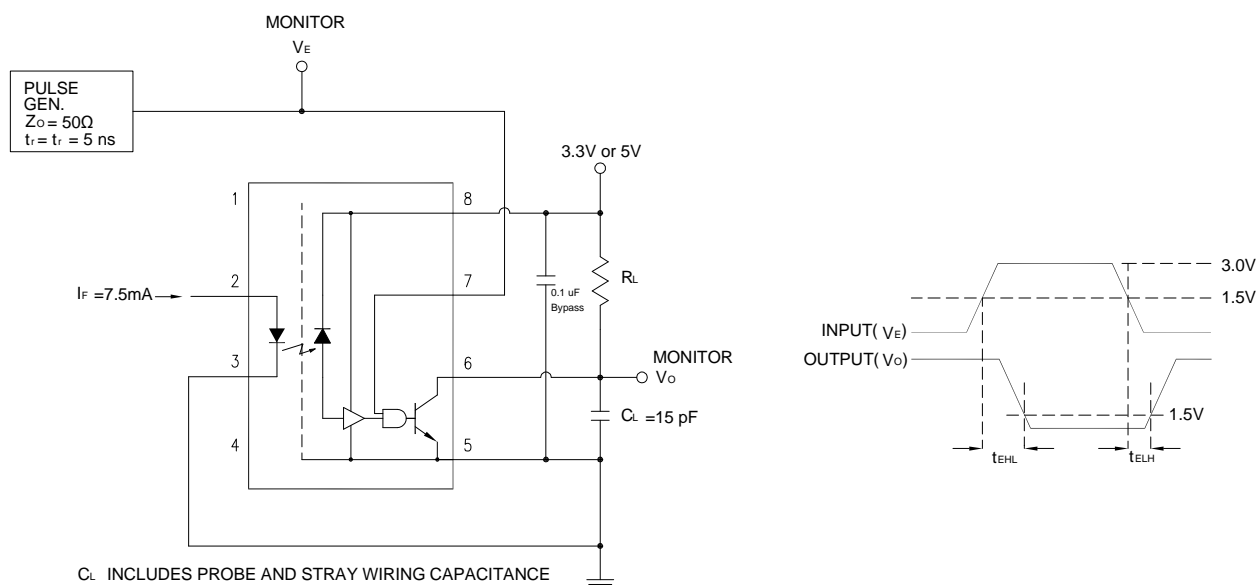 MONITOR
VE
PULSE
GEN.
ZO = 50Ω
tr = tr = 5 ns
3.3V or 5V
1
8
2
7
IF =7.5mA
0.1 uF
Bypass
RL
3
6
MONITOR
VO
4
5
CL =15 pF
CL INCLUDES PROBE AND STRAY WIRING CAPACITANCE
3.0V
1.5V
INPUT( VE)
OUTPUT( VO)
1.5V
tEHL
tELH